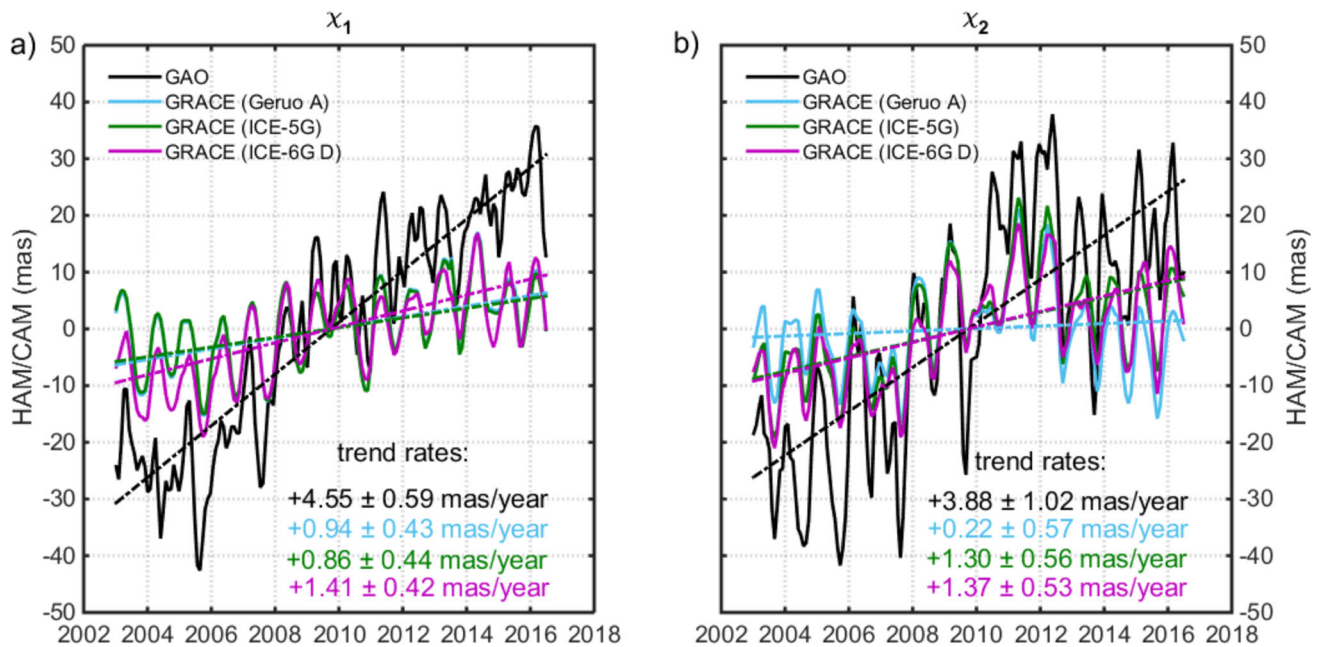 χ1
a)
50
40
30
20
10
0
-10
-20
-30
-40
-50
HAM/CAM (mas)
GAO
GRACE (Geruo A)
GRACE (ICE-5G)
GRACE (ICE-6G D)
trend rates:
+4.55 ± 0.59 mas/year
+0.94 ± 0.43 mas/year
+0.86 ± 0.44 mas/year
+1.41 ± 0.42 mas/year
2002 2004 2006 2008 2010 2012 2014 2016 2018
χ2
b)
GAO
GRACE (Geruo A)
GRACE (ICE-5G)
GRACE (ICE-6G D)
trend rates:
+3.88 ± 1.02 mas/year
+0.22 ± 0.57 mas/year
+1.30 ± 0.56 mas/year
+1.37 ± 0.53 mas/year
50
40
30
20
10
0
-10
-20
-30
-40
-50
HAM/CAM (mas)
2002 2004 2006 2008 2010 2012 2014 2016 2018